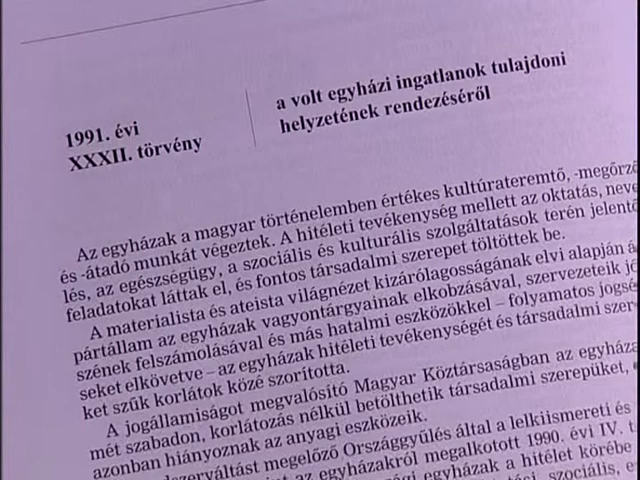 1991. évi
XXXII. törvény
a volt egyházi ingatlanok tulajdoni
helyzetének rendezéséről
Az egyházak a magyar történelemben értékes kultúrateremtő, -megőrző
és -átadó munkát végeztek. A hitéleti tevékenység mellett az oktatás, neve
lés, az egészségügy, a szociális és kulturális szolgáltatások terén jelentő
feladatokat láttak el, és fontos társadalmi szerepet töltöttek be.
A materialista és ateista világnézet kizárólagosságának elvi alapján á
pártállam az egyházak vagyontárgyainak elkobzásával, szervezeteik jó
szének felszámolásával és más hatalmi eszközökkel – folyamatos jogsé
seket elkövetve – az egyházak hitéleti tevékenységét és társadalmi szer
ket szűk korlátok közé szorította.
A jogállamiságot megvalósító Magyar Köztársaságban az egyháza
mét szabadon, korlátozás nélkül betölthetik társadalmi szerepüket,
azonban hiányoznak az anyagi eszközeik.
megelőző Országgyűlés által a lelkiismereti és
az egyházakról megalkotott 1990. évi IV. t
egyházak a hitélet körébe
szociális, e